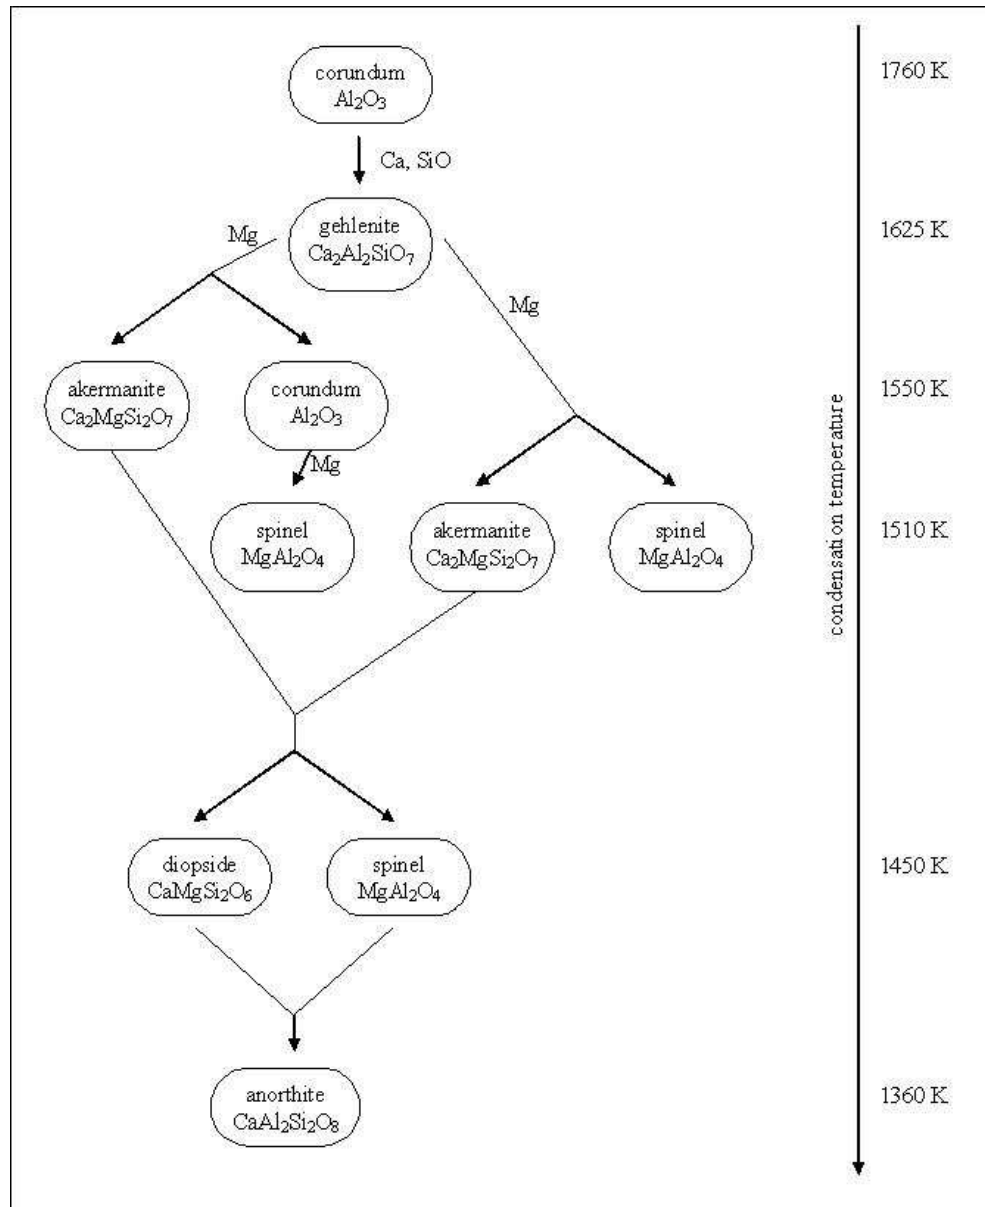 corundum
Al₂O₃
1760 K
Ca, SiO
gehlenite
Ca₂Al₂SiO₇
1625 K
Mg
Mg
akermanite
Ca₂MgSi₂O₇
corundum
Al₂O₃
1550 K
Mg
spinel
MgAl₂O₄
akermanite
Ca₂MgSi₂O₇
spinel
MgAl₂O₄
1510 K
condensation temperature
diopside
CaMgSi₂O₆
spinel
MgAl₂O₄
1450 K
anorthite
CaAl₂Si₂O₈
1360 K